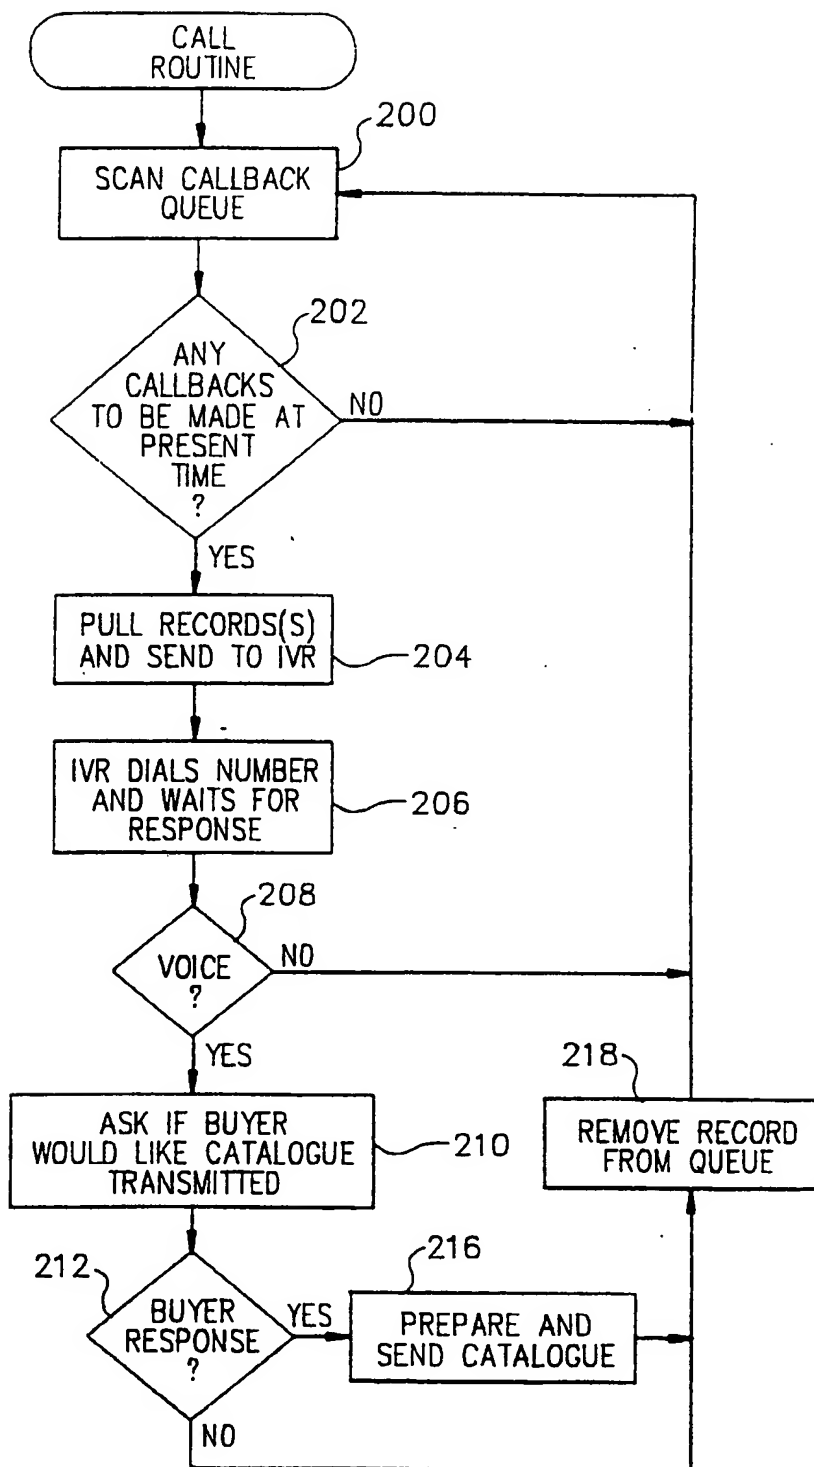 CALL
ROUTINE
200
SCAN CALLBACK
QUEUE
202
ANY
CALLBACKS
TO BE MADE AT
PRESENT
TIME
?
NO
YES
PULL RECORDS(S)
AND SEND TO IVR
204
IVR DIALS NUMBER
AND WAITS FOR
RESPONSE
206
208
VOICE
?
NO
YES
218
ASK IF BUYER
WOULD LIKE CATALOGUE
TRANSMITTED
210
REMOVE RECORD
FROM QUEUE
212
216
BUYER
RESPONSE
?
YES
PREPARE AND
SEND CATALOGUE
NO